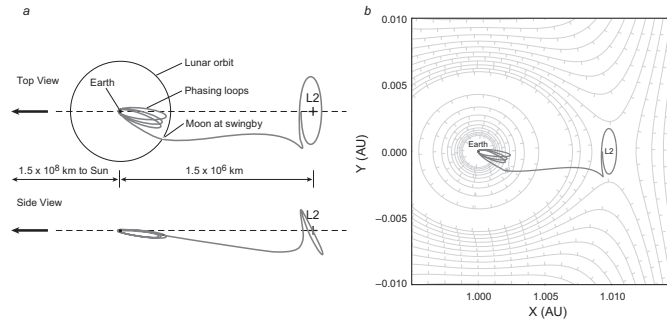 a
Top View
Earth
Lunar orbit
Phasing loops
Moon at swingby
L2
1.5 x 10⁸ km to Sun
1.5 x 10⁶ km
Side View
L2
b
0.010
0.005
0.000
−0.005
−0.010
Y (AU)
Earth
L2
1.000
1.005
1.010
X (AU)